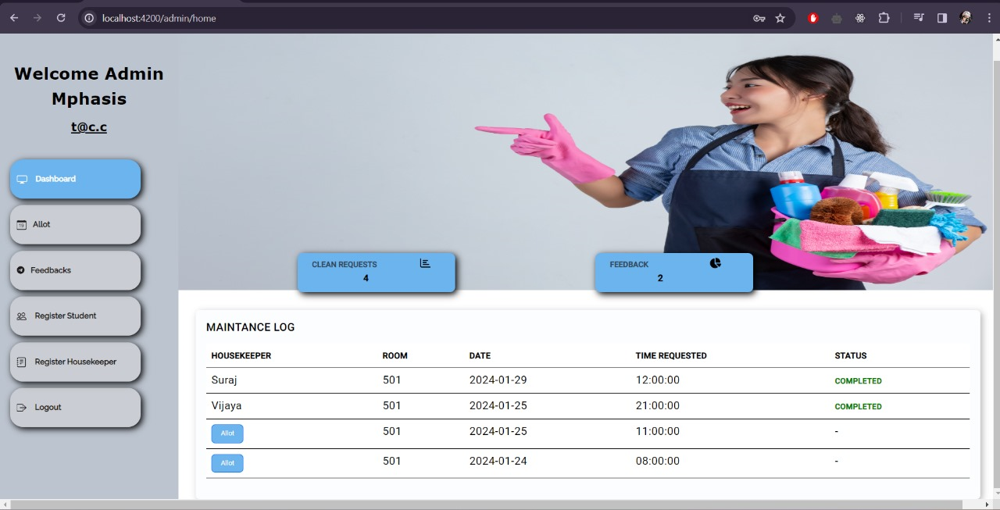 localhost:4200/admin/home
Welcome Admin
Mphasis
t@c.c
Dashboard
Allot
Feedbacks
Register Student
Register Housekeeper
Logout
CLEAN REQUESTS
4
FEEDBACK
2
MAINTANCE LOG
HOUSEKEEPER ROOM DATE TIME REQUESTED STATUS
Suraj 501 2024-01-29 12:00:00 COMPLETED
Vijaya 501 2024-01-25 21:00:00 COMPLETED
Allot 501 2024-01-25 11:00:00 -
Allot 501 2024-01-24 08:00:00 -